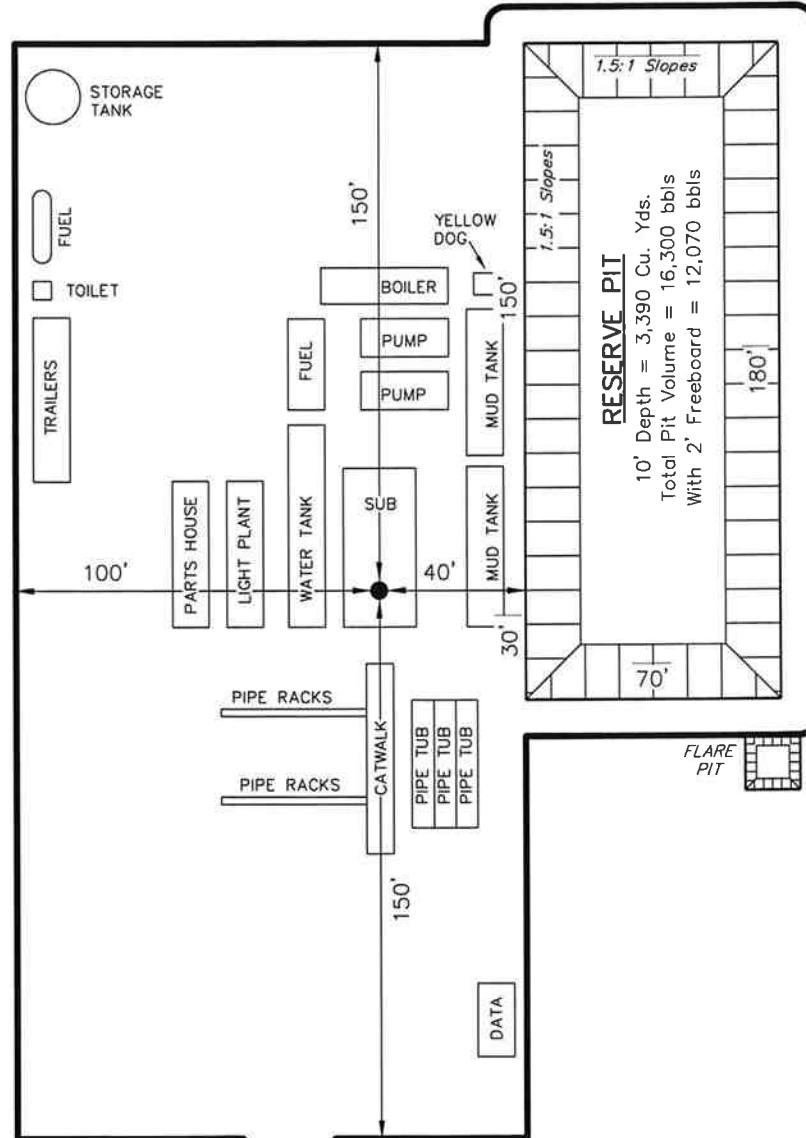 1.5:1 Slopes
STORAGE
TANK
150'
1.5:1 Slopes
FUEL
YELLOW
DOG
TOILET
BOILER
150'
RESERVE PIT
10' Depth = 3,390 Cu. Yds.
Total Pit Volume = 16,300 bbls
With 2' Freeboard = 12,070 bbls
TRAILERS
FUEL
PUMP
MUD TANK
180'
PUMP
SUB
PARTS HOUSE
LIGHT PLANT
WATER TANK
MUD TANK
100'
40'
30'
70'
PIPE RACKS
CATWALK
PIPE TUB
PIPE TUB
PIPE TUB
FLARE
PIT
PIPE RACKS
150'
DATA